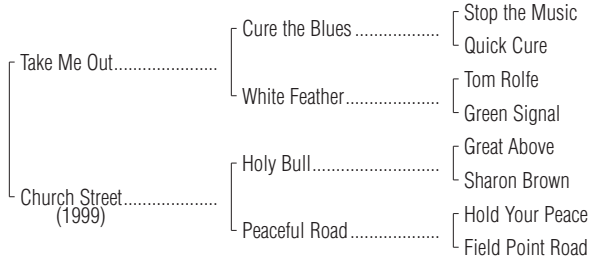 Stop the Music
Cure the Blues ..................
Quick Cure
Take Me Out......................
Tom Rolfe
White Feather....................
Green Signal
Great Above
Holy Bull...........................
Sharon Brown
Church Street....................
(1999)
Hold Your Peace
Peaceful Road...................
Field Point Road